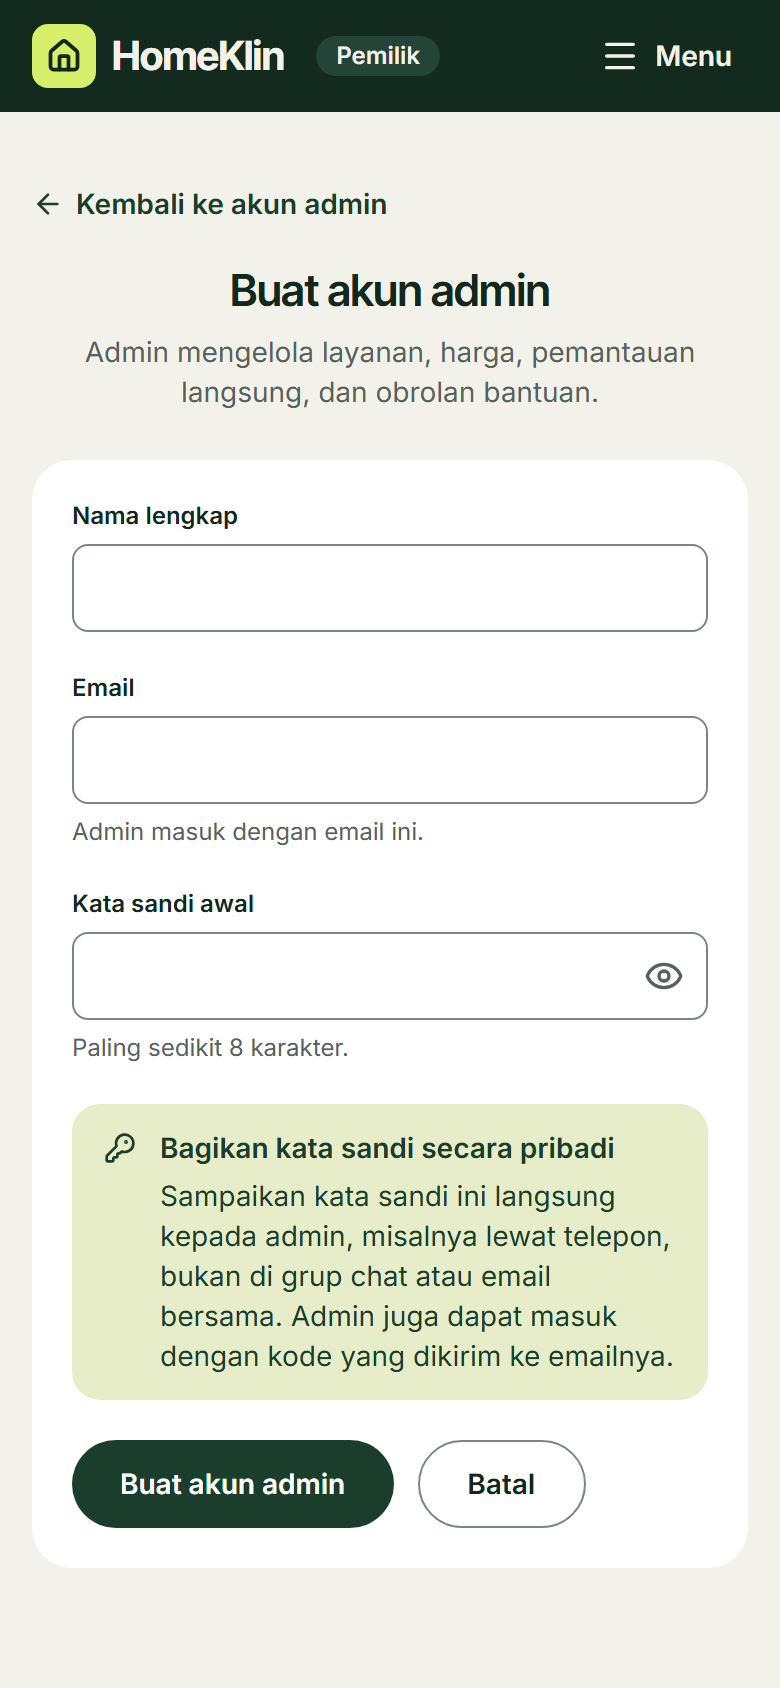 HomeKlin
Pemilik
Menu
Kembali ke akun admin
Buat akun admin
Admin mengelola layanan, harga, pemantauan
langsung, dan obrolan bantuan.
Nama lengkap
Email
Admin masuk dengan email ini.
Kata sandi awal
Paling sedikit 8 karakter.
Bagikan kata sandi secara pribadi
Sampaikan kata sandi ini langsung
kepada admin, misalnya lewat telepon,
bukan di grup chat atau email
bersama. Admin juga dapat masuk
dengan kode yang dikirim ke emailnya.
Buat akun admin
Batal